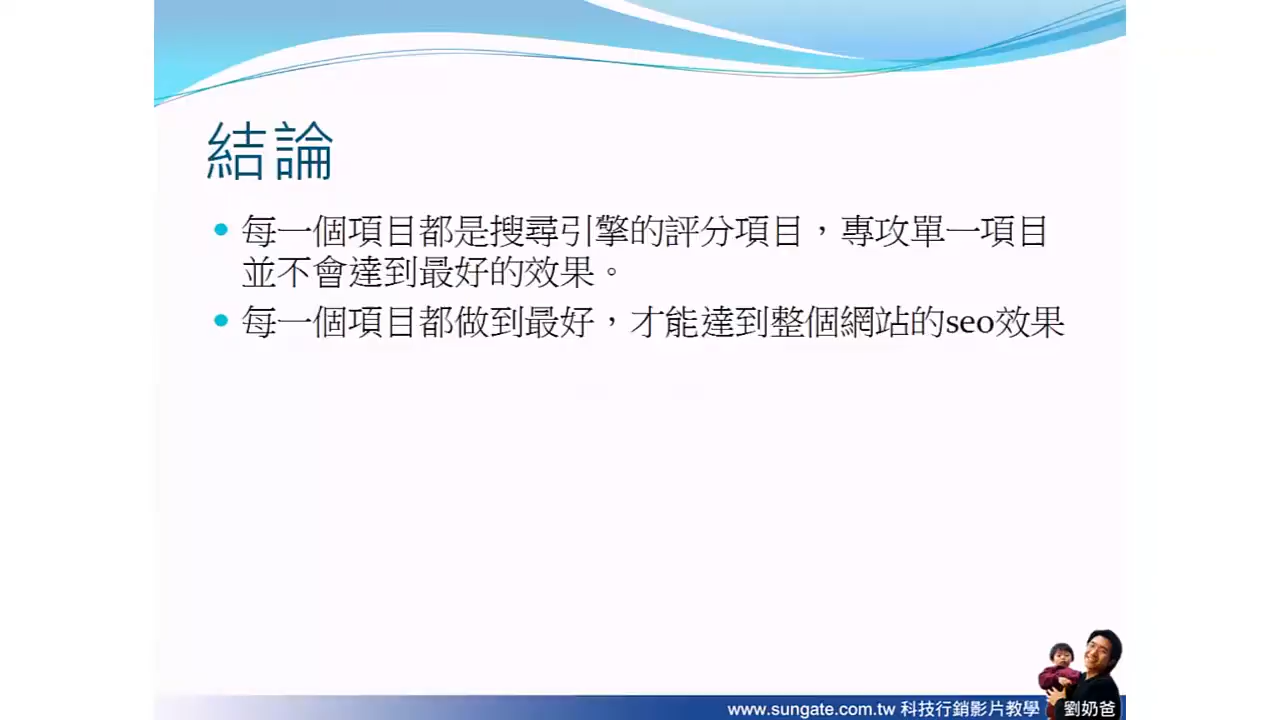 結論
每一個項目都是搜尋引擎的評分項目，專攻單一項目
並不會達到最好的效果。
每一個項目都做到最好，才能達到整個網站的seo效果
www.sungate.com.tw 科技行銷影片教學
劉奶爸